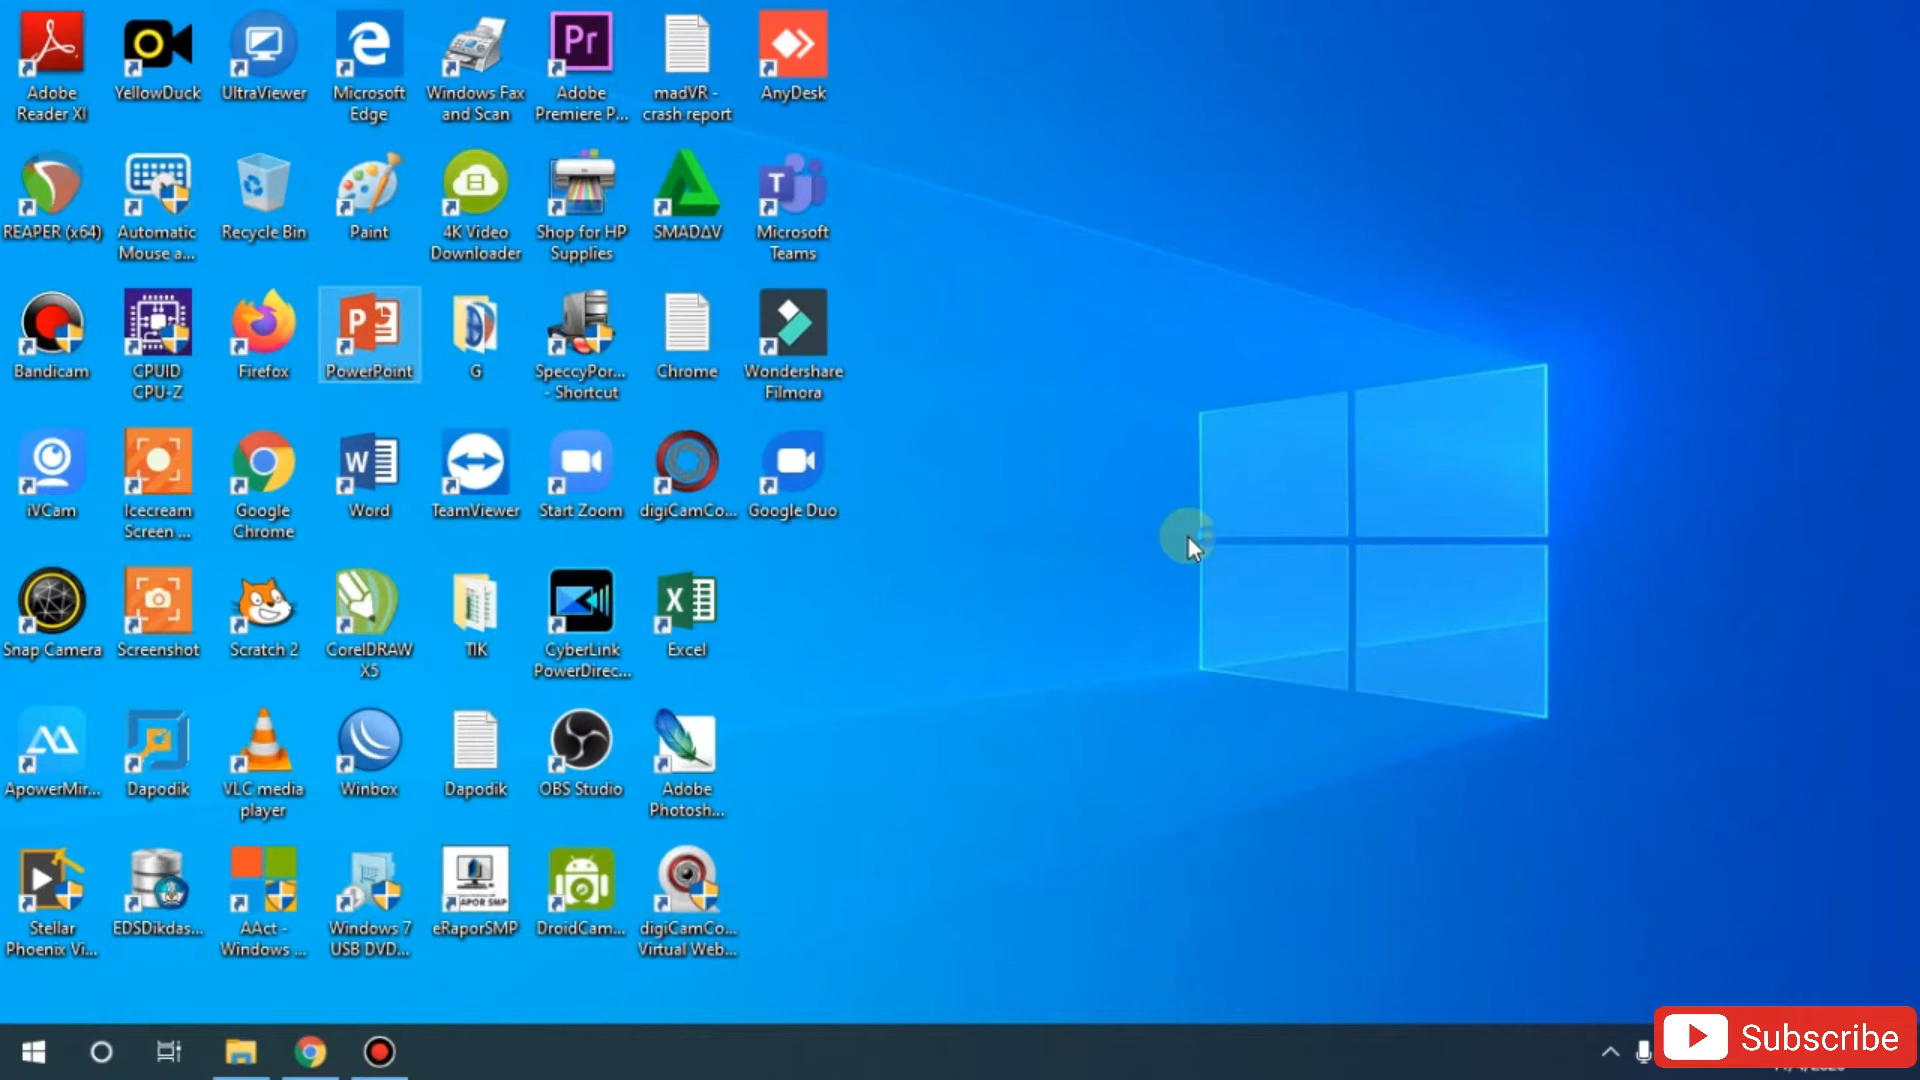 Adobe
Reader XI
YellowDuck
UltraViewer
Microsoft
Edge
Windows Fax
and Scan
Pr
Adobe
Premiere P...
madVR -
crash report
AnyDesk
REAPER (x64)
Automatic
Mouse a...
Recycle Bin
Paint
4K Video
Downloader
Shop for HP
Supplies
SMADΔV
T
Microsoft
Teams
Bandicam
CPUID
CPU-Z
Firefox
P
PowerPoint
G
SpeccyPor...
- Shortcut
Chrome
Wondershare
Filmora
iVCam
Icecream
Screen ...
Google
Chrome
W
Word
TeamViewer
Start Zoom
digiCamCo...
Google Duo
Snap Camera
Screenshot
Scratch 2
CorelDRAW
X5
TIK
CyberLink
PowerDirec...
X
Excel
ApowerMir...
Dapodik
VLC media
player
Winbox
Dapodik
OBS Studio
Adobe
Photosh...
Stellar
Phoenix Vi...
EDSDikdas...
AAct -
Windows ...
Windows 7
USB DVD...
APOR SMP
eRaporSMP
DroidCam...
digiCamCo...
Virtual Web...
Subscribe